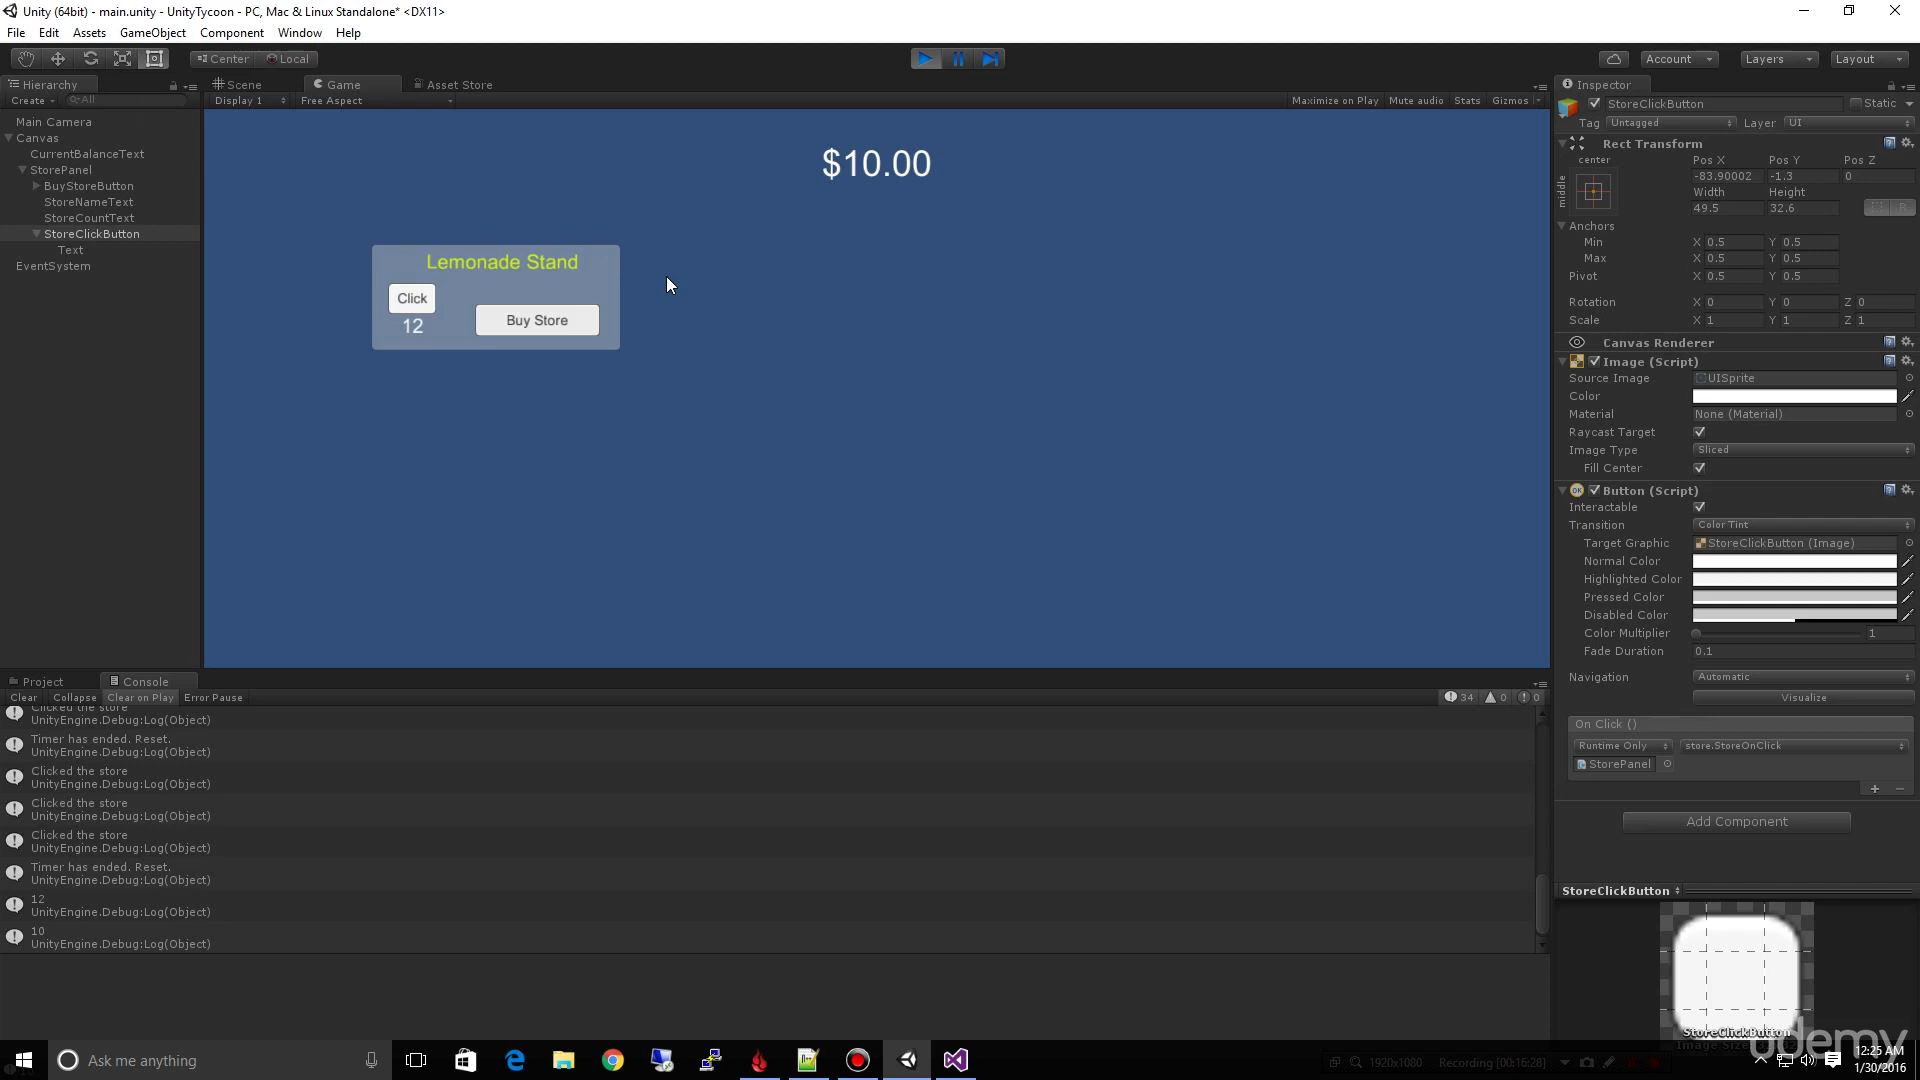 Unity (64bit) - main.unity - UnityTycoon - PC, Mac & Linux Standalone* <DX11>
File Edit Assets GameObject Component Window Help
Center Local Account Layers Layout
Hierarchy Scene Game Asset Store Inspector
Create All Display 1 Free Aspect Maximize on Play Mute audio Stats Gizmos StoreClickButton Static
Tag Untagged Layer UI
Main Camera
Canvas
CurrentBalanceText
StorePanel
BuyStoreButton
StoreNameText
StoreCountText
StoreClickButton
Text
EventSystem
$10.00
Lemonade Stand
Click
12
Buy Store
Rect Transform
center Pos X Pos Y Pos Z
middle -83.90002 -1.3 0
Width Height
49.5 32.6 R
Anchors
Min X 0.5 Y 0.5
Max X 0.5 Y 0.5
Pivot X 0.5 Y 0.5
Rotation X 0 Y 0 Z 0
Scale X 1 Y 1 Z 1
Canvas Renderer
Image (Script)
Source Image UISprite
Color
Material None (Material)
Raycast Target
Image Type Sliced
Fill Center
Button (Script)
Interactable
Transition Color Tint
Target Graphic StoreClickButton (Image)
Normal Color
Highlighted Color
Pressed Color
Disabled Color
Color Multiplier 1
Fade Duration 0.1
Navigation Automatic
Visualize
On Click ()
Runtime Only store.StoreOnClick
StorePanel
Add Component
StoreClickButton
StoreClickButton
Project Console
Clear Collapse Clear on Play Error Pause 34 0 0
Clicked the store
UnityEngine.Debug:Log(Object)
Timer has ended. Reset.
UnityEngine.Debug:Log(Object)
Clicked the store
UnityEngine.Debug:Log(Object)
Clicked the store
UnityEngine.Debug:Log(Object)
Clicked the store
UnityEngine.Debug:Log(Object)
Timer has ended. Reset.
UnityEngine.Debug:Log(Object)
12
UnityEngine.Debug:Log(Object)
10
UnityEngine.Debug:Log(Object)
udemy
Ask me anything
1920x1080 Recording [00:16:28]
12:25 AM
1/30/2016